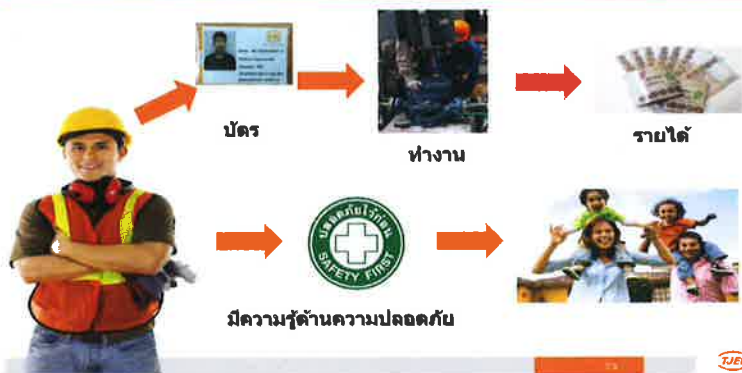 บัตร
ทำงาน
รายได้
ปลอดภัยไว้ก่อน
SAFETY FIRST
มีความรู้ด้านความปลอดภัย